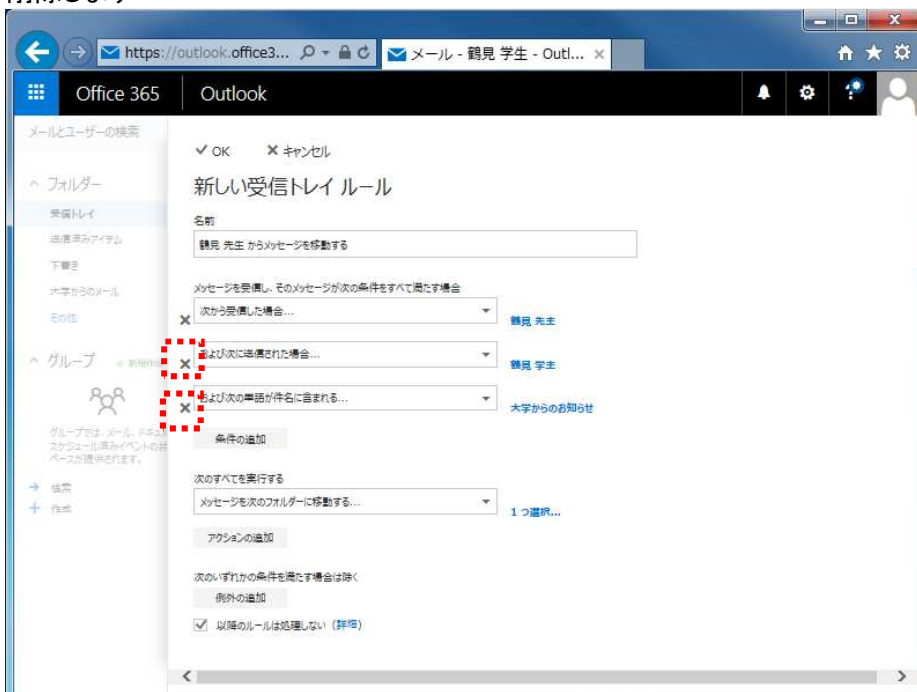 https://outlook.office3...
メール - 鶴見 学生 - Outl...
Office 365
Outlook
メールとユーザーの検索
OK
キャンセル
フォルダー
新しい受信トレイ ルール
受信トレイ
名前
送信済みアイテム
鶴見 先生 からメッセージを移動する
下書き
大学からのメール
メッセージを受信し、そのメッセージが次の条件をすべて満たす場合
その他
次から受信した場合...
鶴見 先生
および次に送信された場合...
鶴見 学生
グループ
および次の単語が件名に含まれる...
大学からのお知らせ
条件の追加
次のすべてを実行する
検索
メッセージを次のフォルダーに移動する...
1 つ選択...
作成
アクションの追加
次のいずれかの条件を満たす場合は除く
例外の追加
以降のルールは処理しない (詳細)